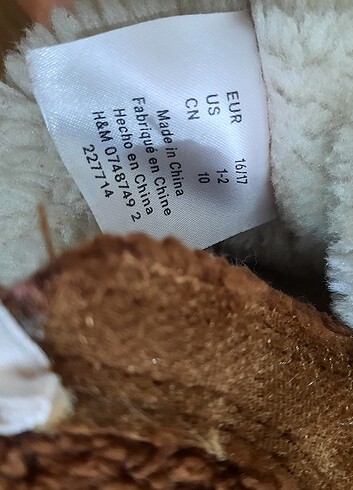 EUR 16/17
US 1-2
CN 10
Made in China
Fabriqué en Chine
Hecho en China
H&M 0748749 2
227714